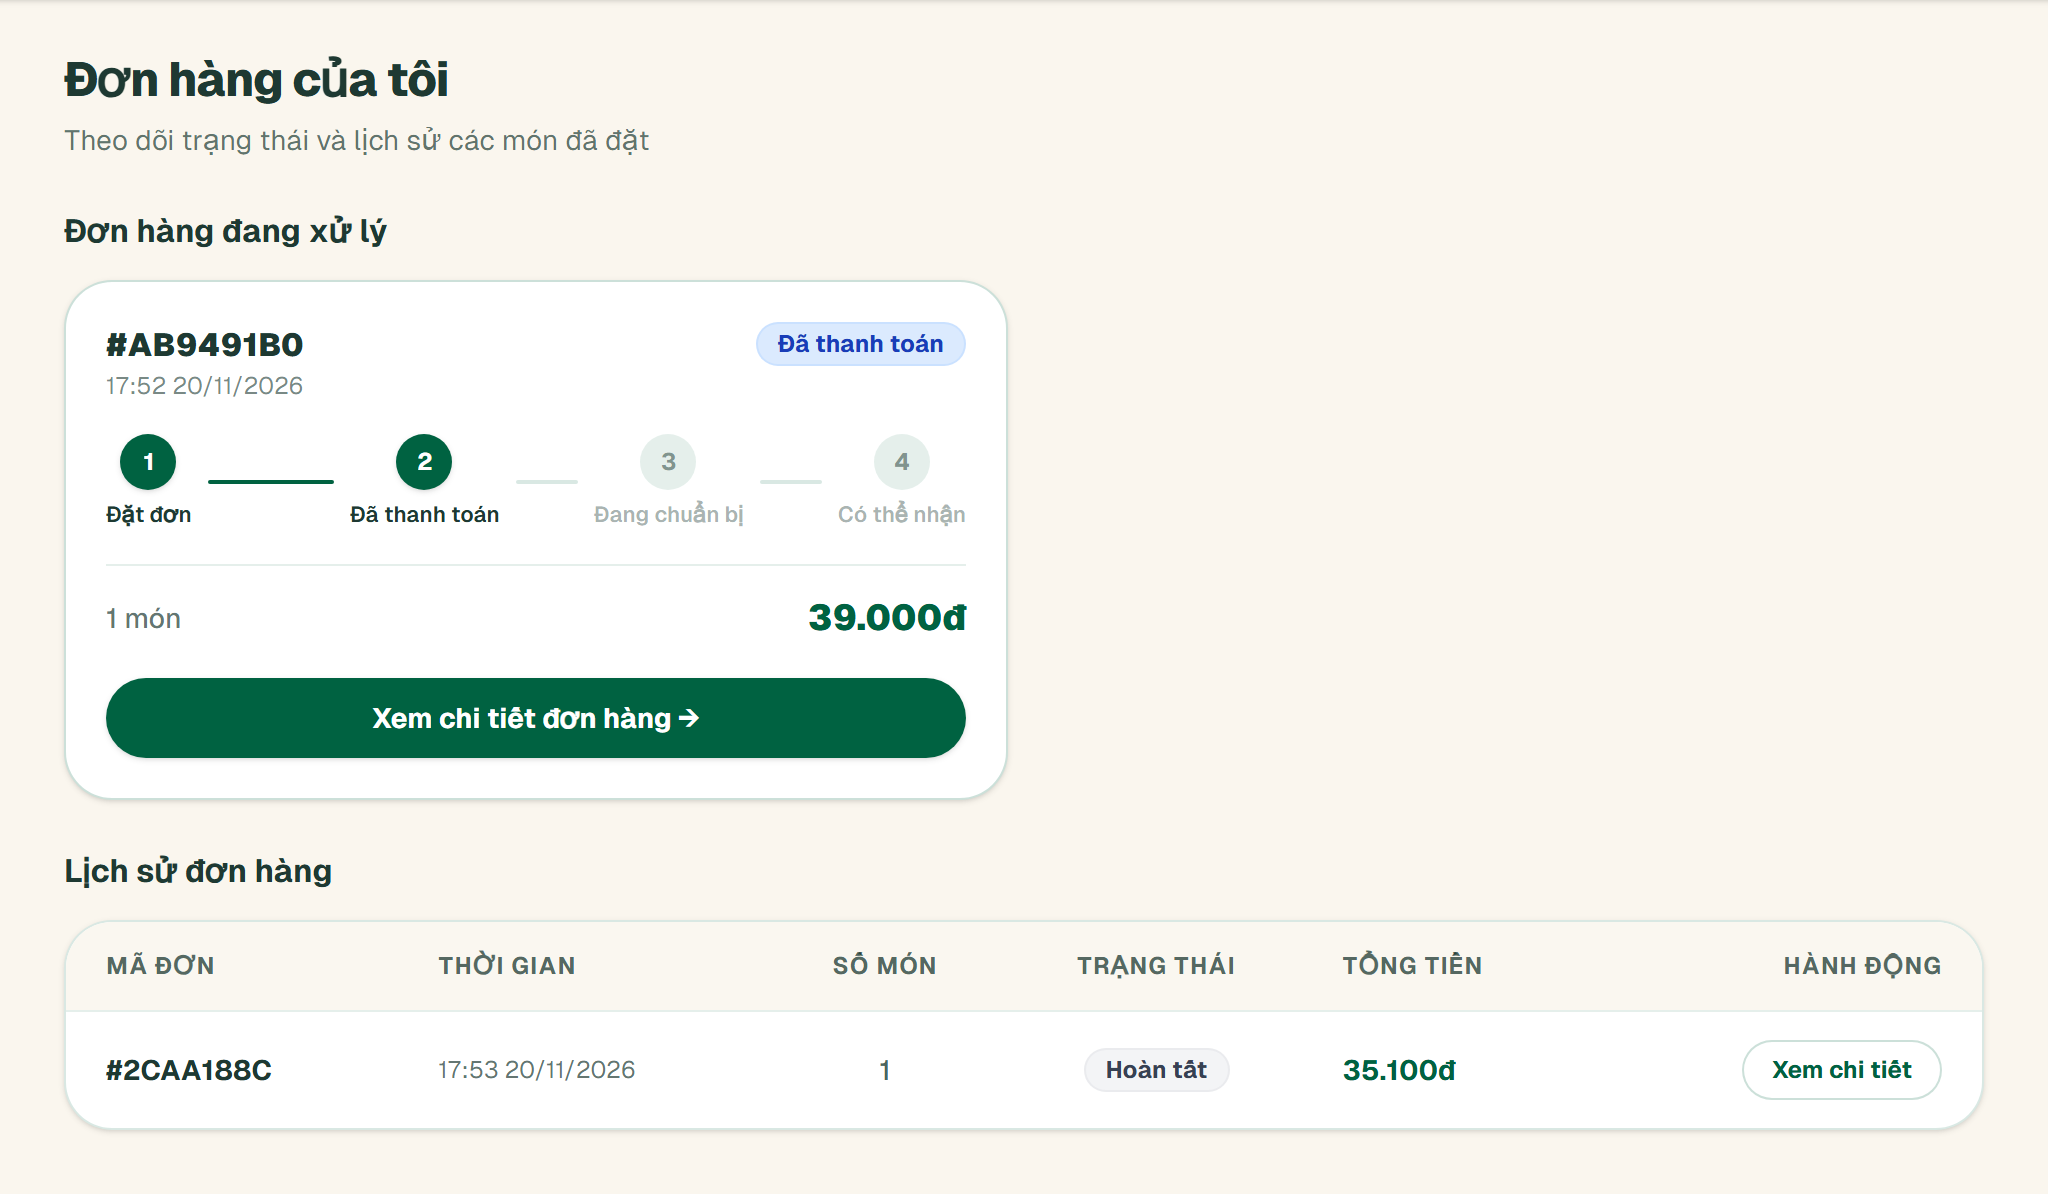 Đơn hàng của tôi
Theo dõi trạng thái và lịch sử các món đã đặt
Đơn hàng đang xử lý
#AB9491B0
Đã thanh toán
17:52 20/11/2026
1
2
3
4
Đặt đơn
Đã thanh toán
Đang chuẩn bị
Có thể nhận
1 món
39.000đ
Xem chi tiết đơn hàng →
Lịch sử đơn hàng
MÃ ĐƠN THỜI GIAN SỐ MÓN TRẠNG THÁI TỔNG TIỀN HÀNH ĐỘNG
#2CAA188C 17:53 20/11/2026 1 Hoàn tất 35.100đ Xem chi tiết